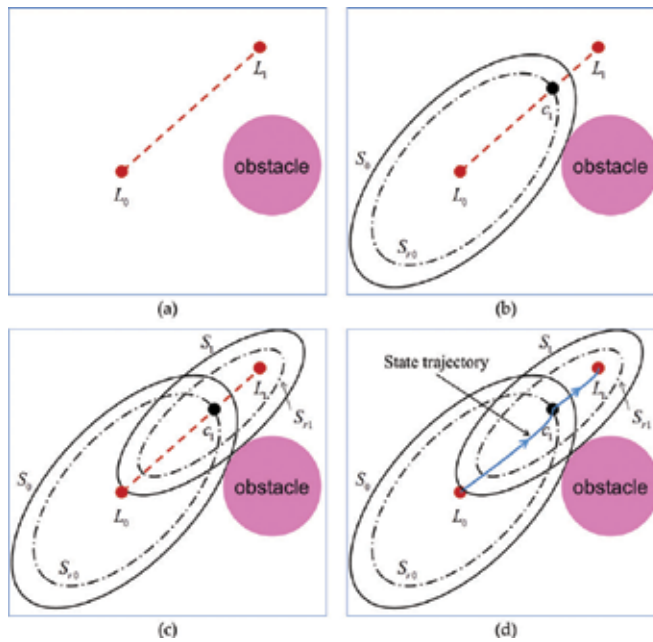 L₁
obstacle
L₀
(a)
L₁
c₁
S₀
obstacle
L₀
Sᵣ₀
(b)
S₁
L₁
c₁
Sᵣ₁
S₀
obstacle
L₀
Sᵣ₀
(c)
S₁
State trajectory
L₁
c₁
Sᵣ₁
S₀
obstacle
L₀
Sᵣ₀
(d)